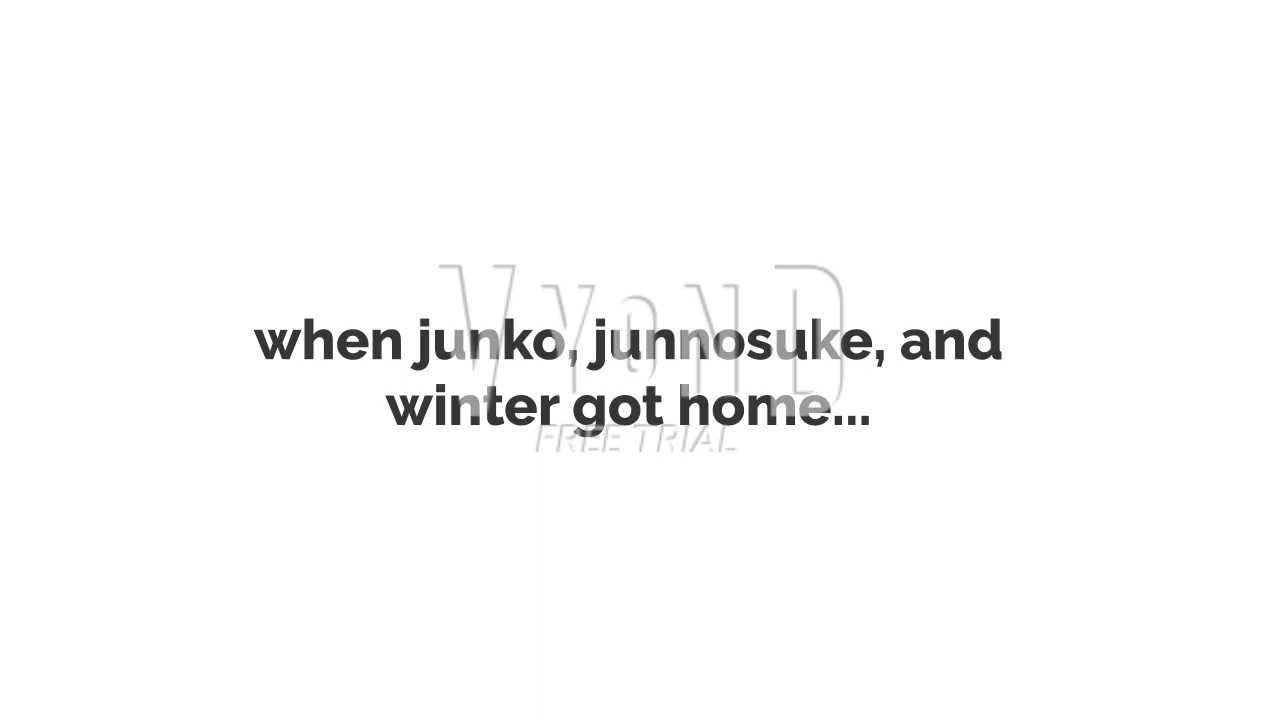 when junko, junnosuke, and
winter got home...
VYOND
FREE TRIAL